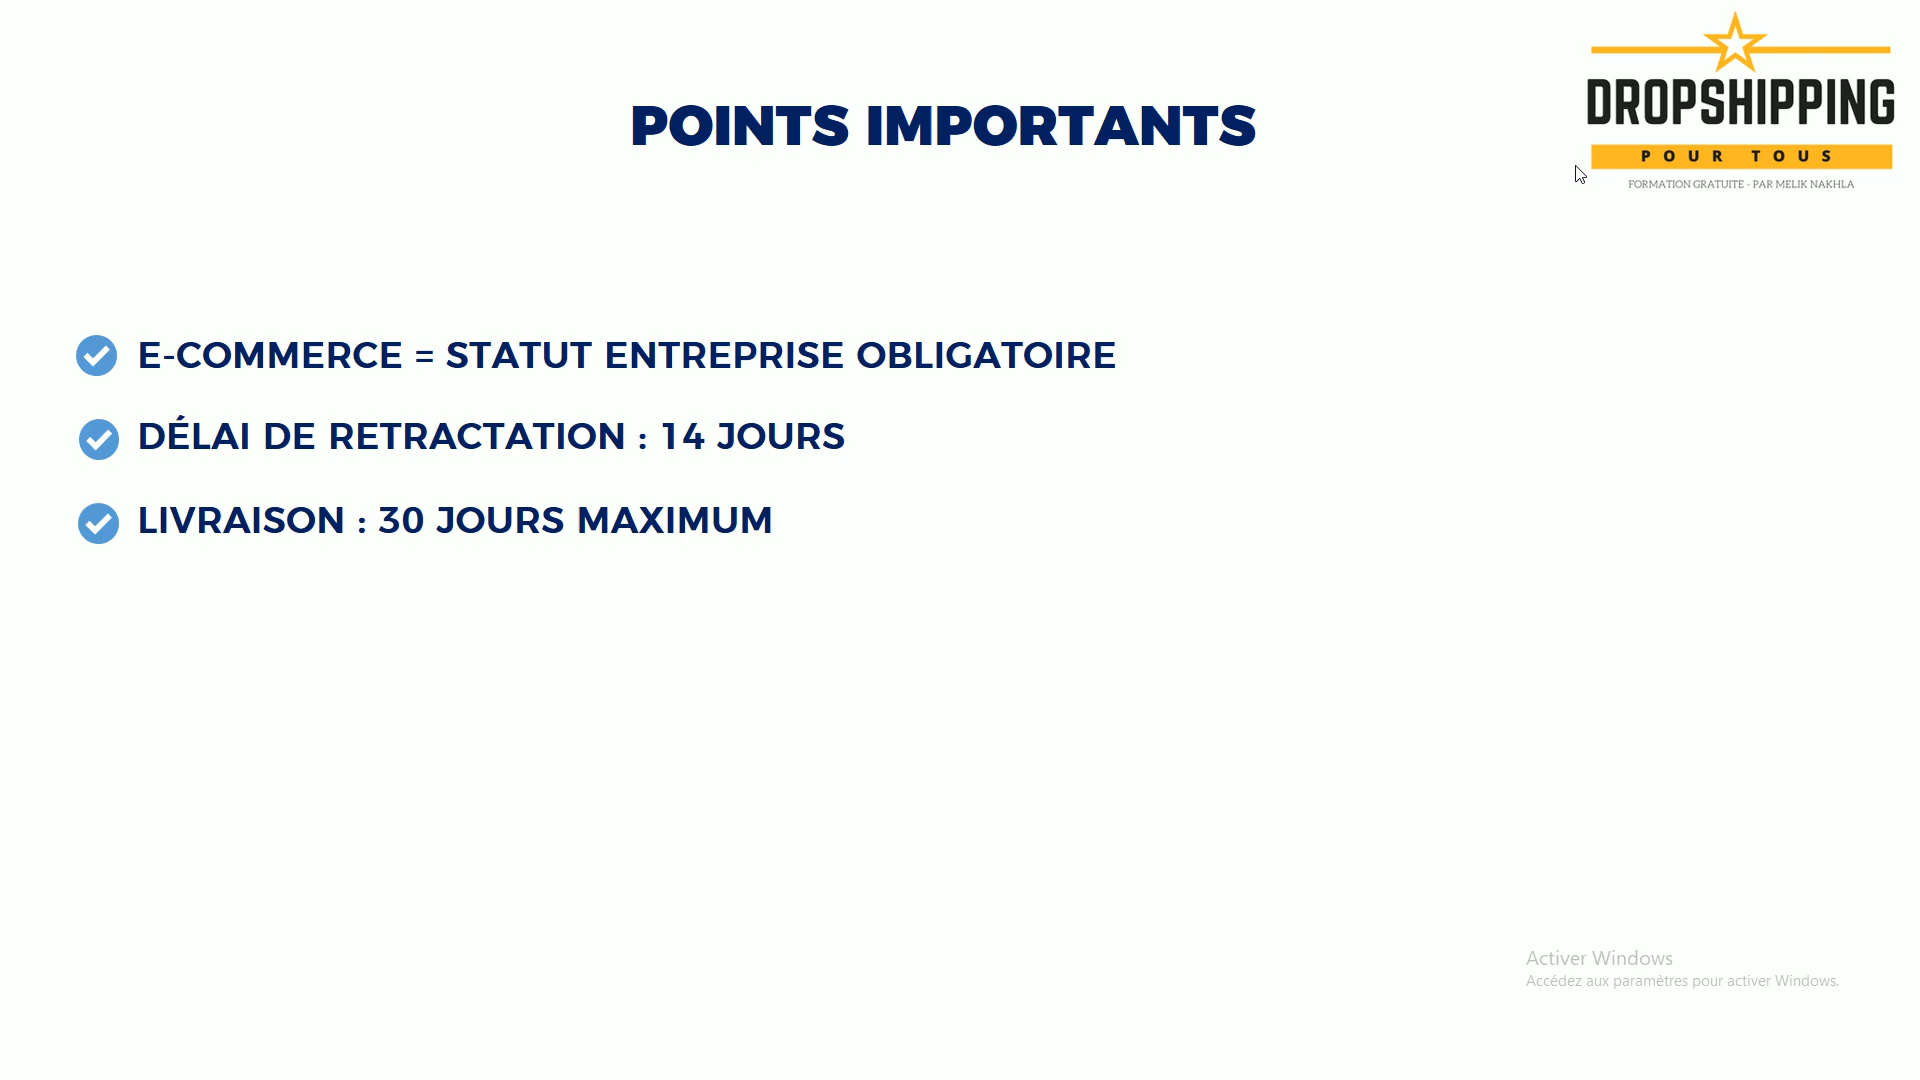 POINTS IMPORTANTS
DROPSHIPPING
POUR TOUS
FORMATION GRATUITE - PAR MELIK NAKHLA
E-COMMERCE = STATUT ENTREPRISE OBLIGATOIRE
DÉLAI DE RETRACTATION : 14 JOURS
LIVRAISON : 30 JOURS MAXIMUM
Activer Windows
Accédez aux paramètres pour activer Windows.